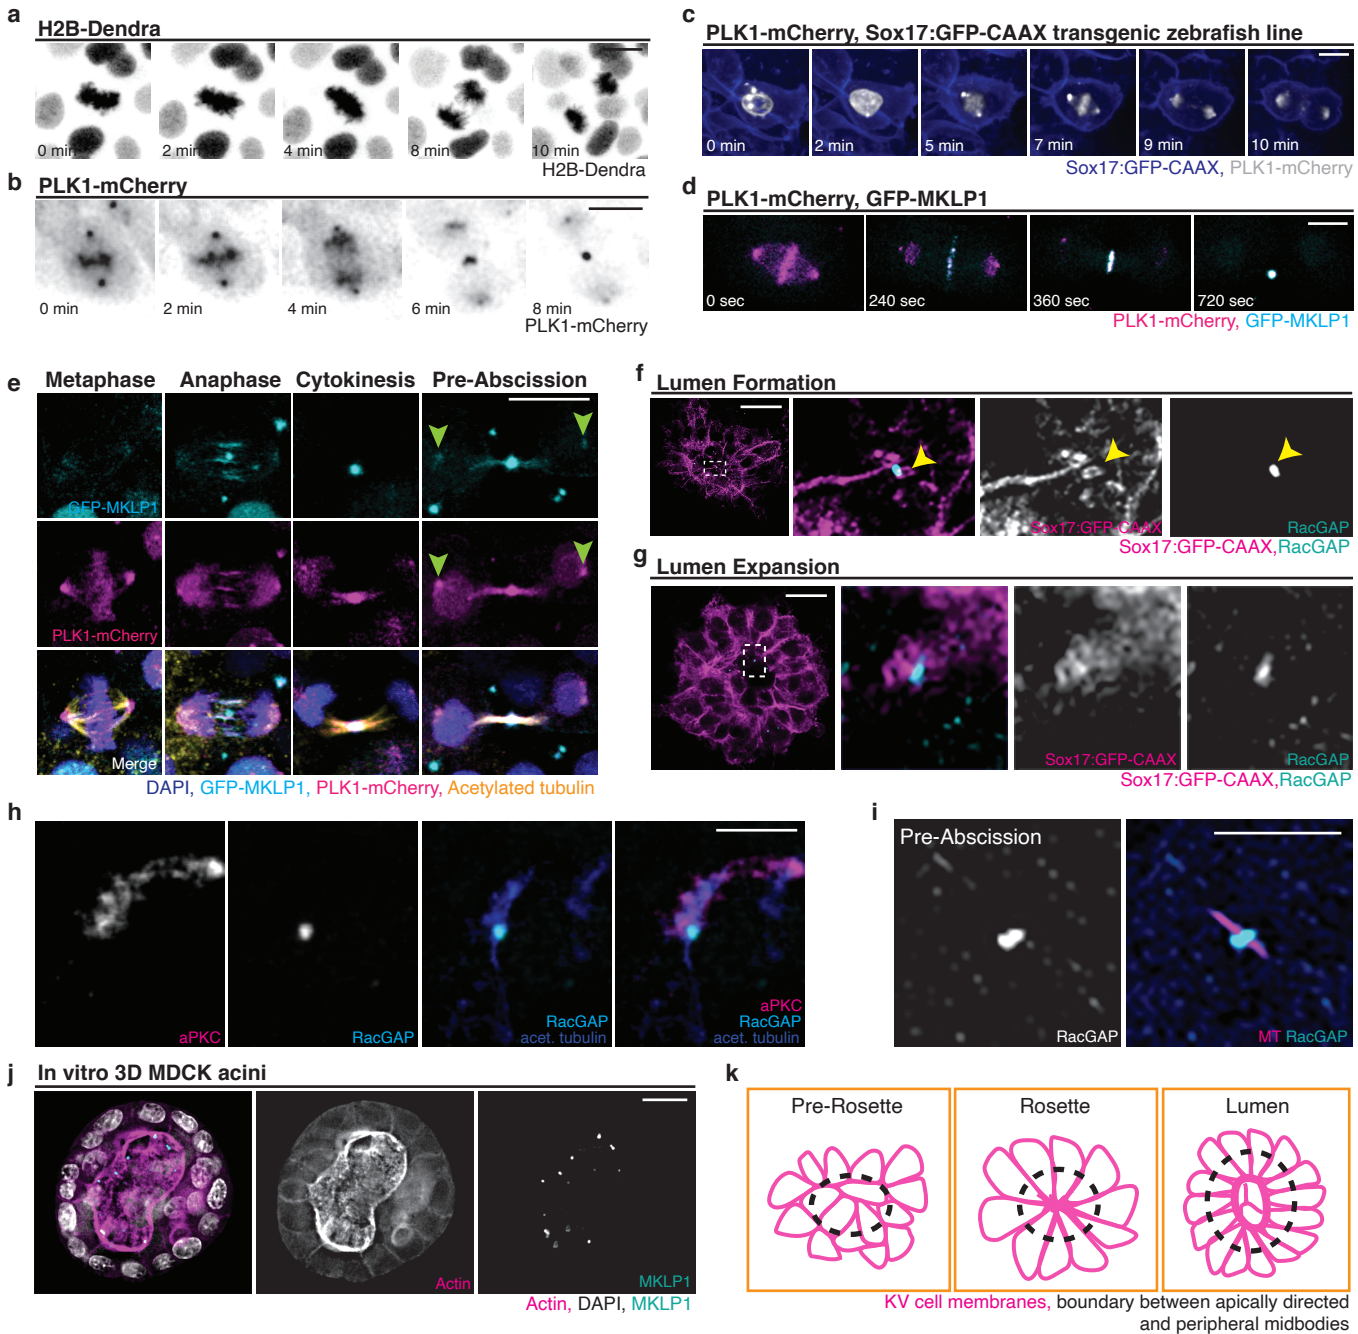 a
H2B-Dendra
0 min
2 min
4 min
8 min
10 min
H2B-Dendra
b
PLK1-mCherry
0 min
2 min
4 min
6 min
8 min
PLK1-mCherry
c
PLK1-mCherry, Sox17:GFP-CAAX transgenic zebrafish line
0 min
2 min
5 min
7 min
9 min
10 min
Sox17:GFP-CAAX, PLK1-mCherry
d
PLK1-mCherry, GFP-MKLP1
0 sec
240 sec
360 sec
720 sec
PLK1-mCherry, GFP-MKLP1
e
Metaphase
Anaphase
Cytokinesis
Pre-Abscission
GFP-MKLP1
PLK1-mCherry
Merge
DAPI, GFP-MKLP1, PLK1-mCherry, Acetylated tubulin
f
Lumen Formation
Sox17:GFP-CAAX
RacGAP
Sox17:GFP-CAAX,RacGAP
g
Lumen Expansion
Sox17:GFP-CAAX
RacGAP
Sox17:GFP-CAAX,RacGAP
h
aPKC
RacGAP
RacGAP
acet. tubulin
aPKC
RacGAP
acet. tubulin
i
Pre-Abscission
RacGAP
MT RacGAP
j
In vitro 3D MDCK acini
Actin
MKLP1
Actin, DAPI, MKLP1
k
Pre-Rosette
Rosette
Lumen
KV cell membranes, boundary between apically directed
and peripheral midbodies